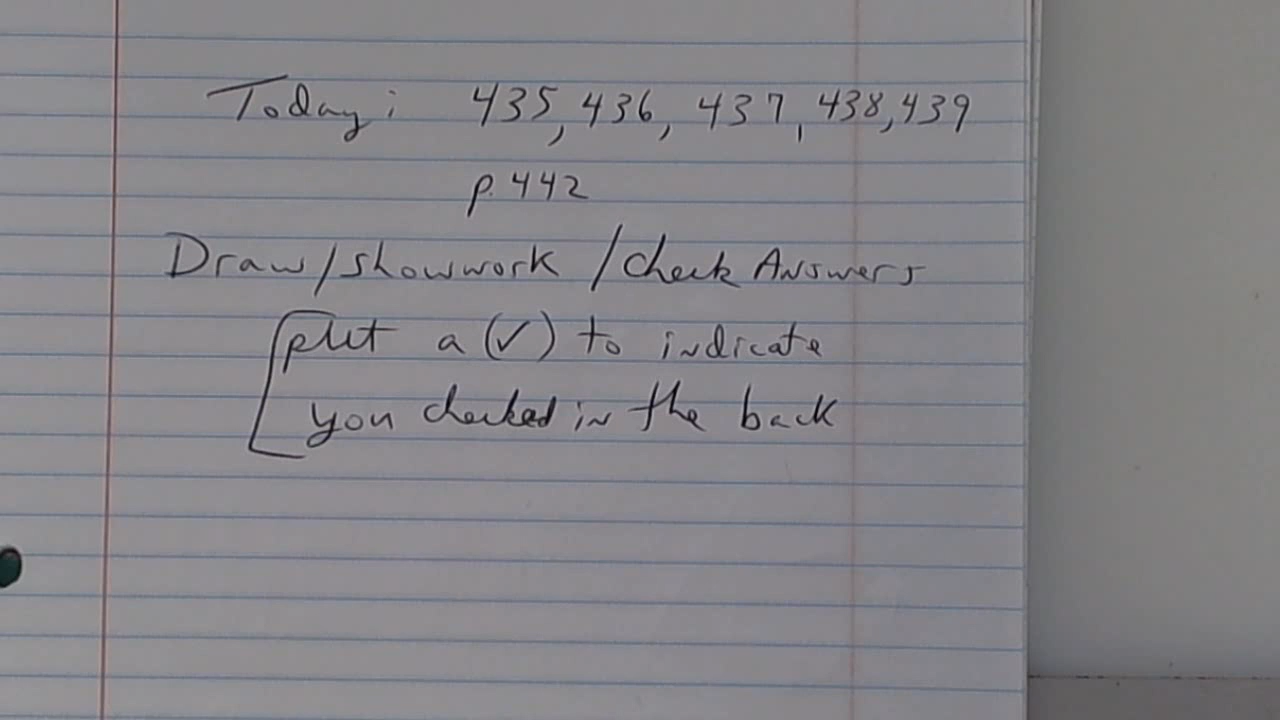 Today: 435, 436, 437, 438, 439
p. 442
Draw/showwork/check Answers
put a (✓) to indicate
you checked in the back